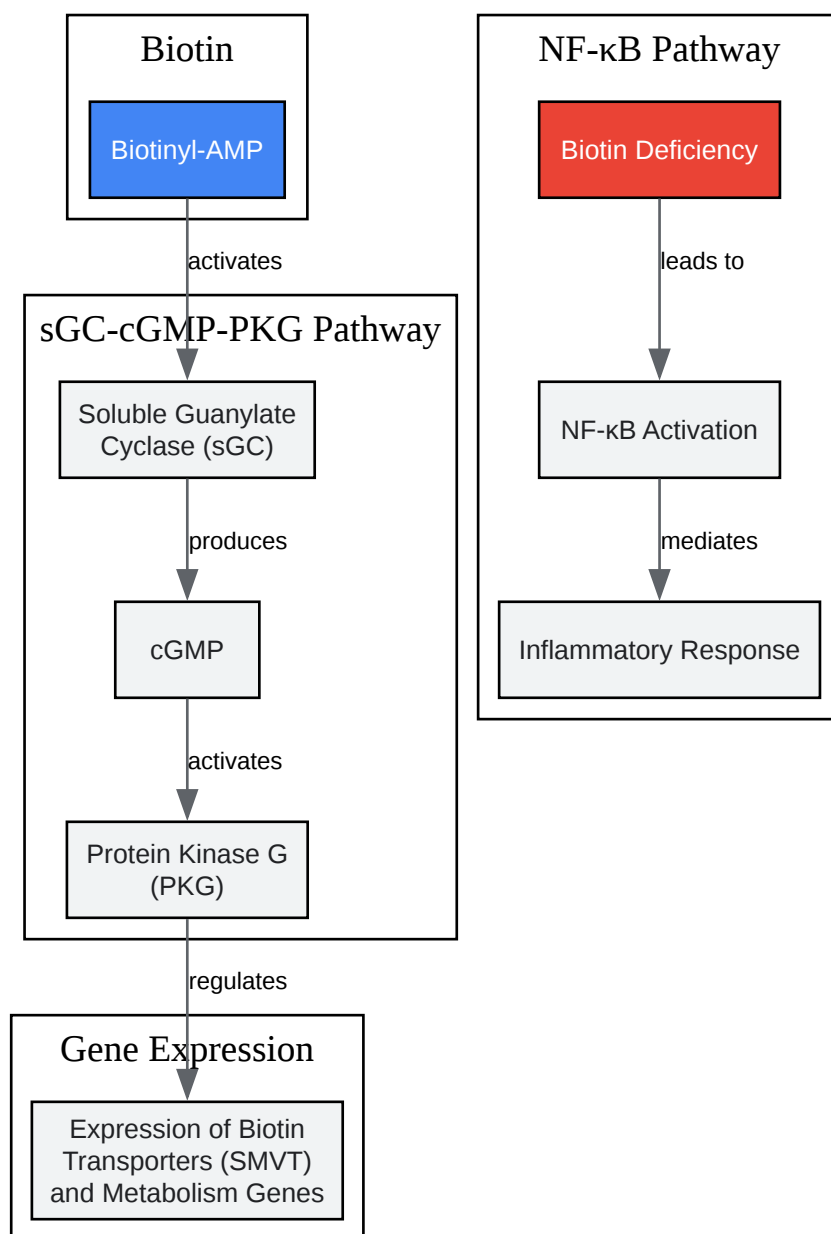 Biotin
Biotinyl-AMP
activates
sGC-cGMP-PKG Pathway
Soluble Guanylate
Cyclase (sGC)
produces
cGMP
activates
Protein Kinase G
(PKG)
regulates
Gene Expression
Expression of Biotin
Transporters (SMVT)
and Metabolism Genes
NF-κB Pathway
Biotin Deficiency
leads to
NF-κB Activation
mediates
Inflammatory Response